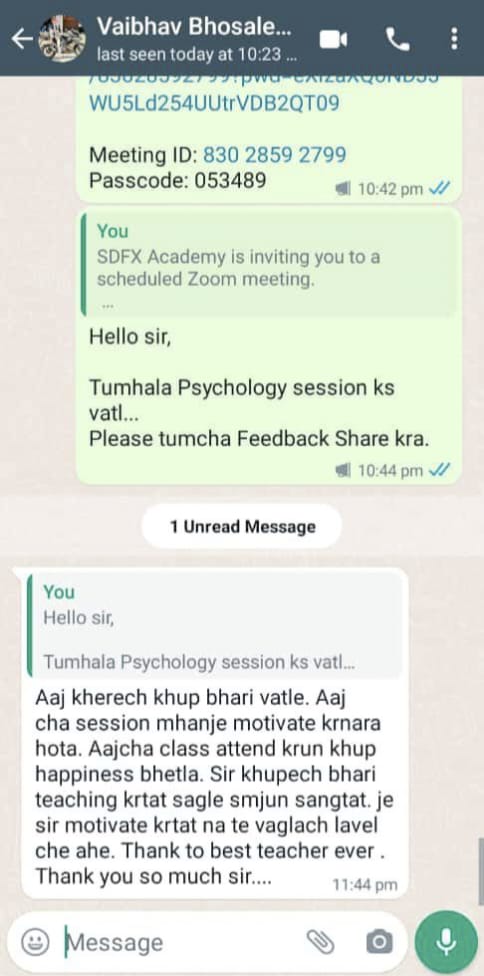 Vaibhav Bhosale...
last seen today at 10:23 ...
WU5Ld254UUtrVDB2QT09
Meeting ID: 830 2859 2799
Passcode: 053489
10:42 pm
You
SDFX Academy is inviting you to a
scheduled Zoom meeting.
...
Hello sir,
Tumhala Psychology session ks
vatl...
Please tumcha Feedback Share kra.
10:44 pm
1 Unread Message
You
Hello sir,
Tumhala Psychology session ks vatl...
Aaj kherech khup bhari vatle. Aaj
cha session mhanje motivate krnara
hota. Aajcha class attend krun khup
happiness bhetla. Sir khupech bhari
teaching krtat sagle smjun sangtat. je
sir motivate krtat na te vaglach lavel
che ahe. Thank to best teacher ever .
Thank you so much sir....
11:44 pm
Message